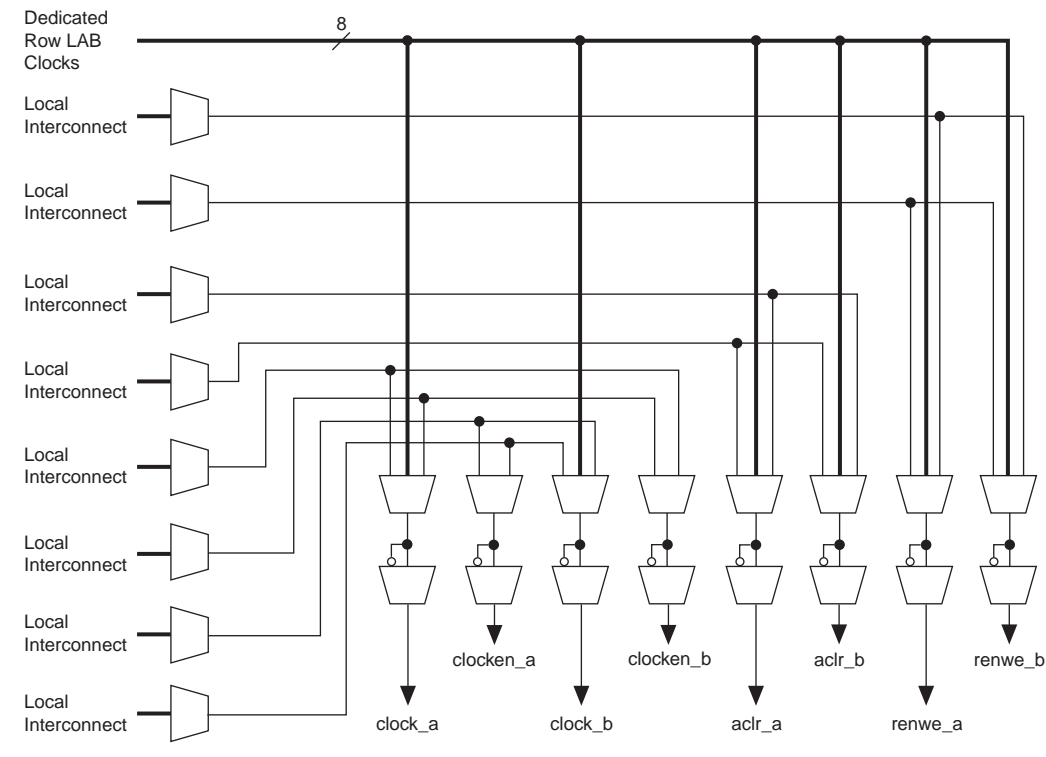 Dedicated
Row LAB
Clocks
8
Local
Interconnect
Local
Interconnect
Local
Interconnect
Local
Interconnect
Local
Interconnect
Local
Interconnect
Local
Interconnect
Local
Interconnect
clocken_a
clocken_b
aclr_b
renwe_b
clock_a
clock_b
aclr_a
renwe_a